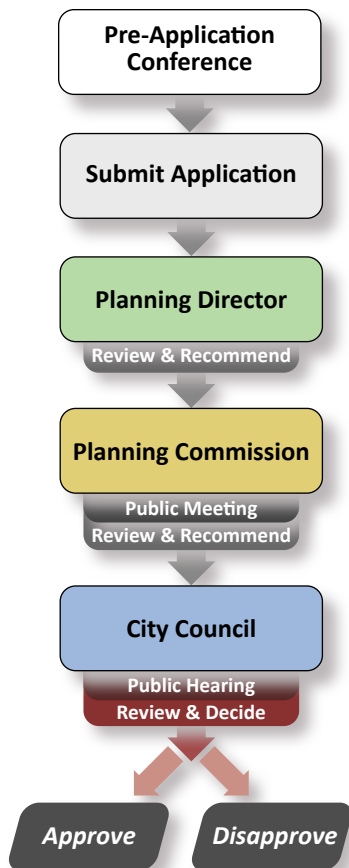 Pre-Application
Conference
Submit Application
Planning Director
Review & Recommend
Planning Commission
Public Meeting
Review & Recommend
City Council
Public Hearing
Review & Decide
Approve
Disapprove